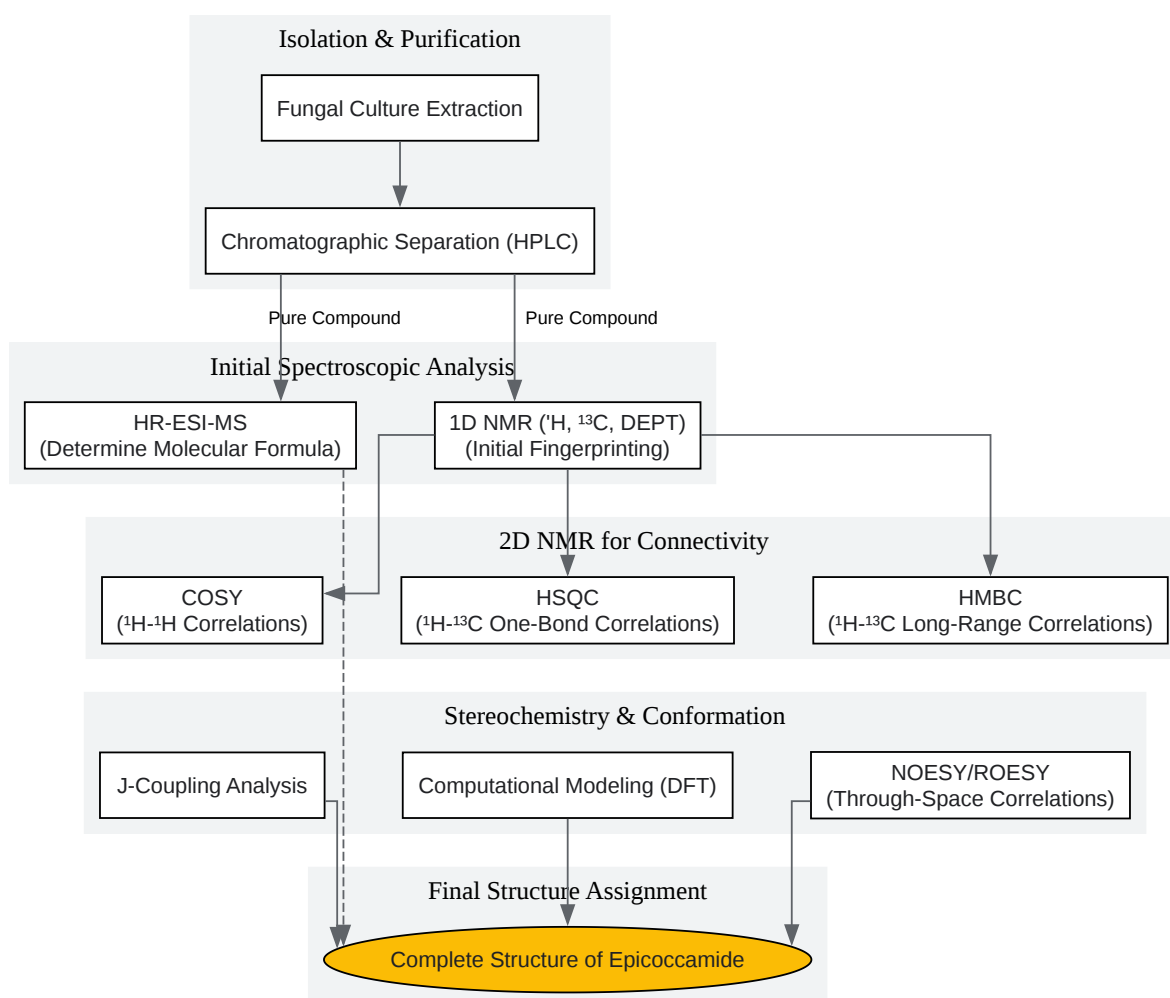 Isolation & Purification
Fungal Culture Extraction
Chromatographic Separation (HPLC)
Pure Compound
Pure Compound
Initial Spectroscopic Analysis
HR-ESI-MS
(Determine Molecular Formula)
1D NMR ('H, ¹³C, DEPT)
(Initial Fingerprinting)
2D NMR for Connectivity
COSY
(¹H-¹H Correlations)
HSQC
(¹H-¹³C One-Bond Correlations)
HMBC
(¹H-¹³C Long-Range Correlations)
Stereochemistry & Conformation
J-Coupling Analysis
Computational Modeling (DFT)
NOESY/ROESY
(Through-Space Correlations)
Final Structure Assignment
Complete Structure of Epicoccamide